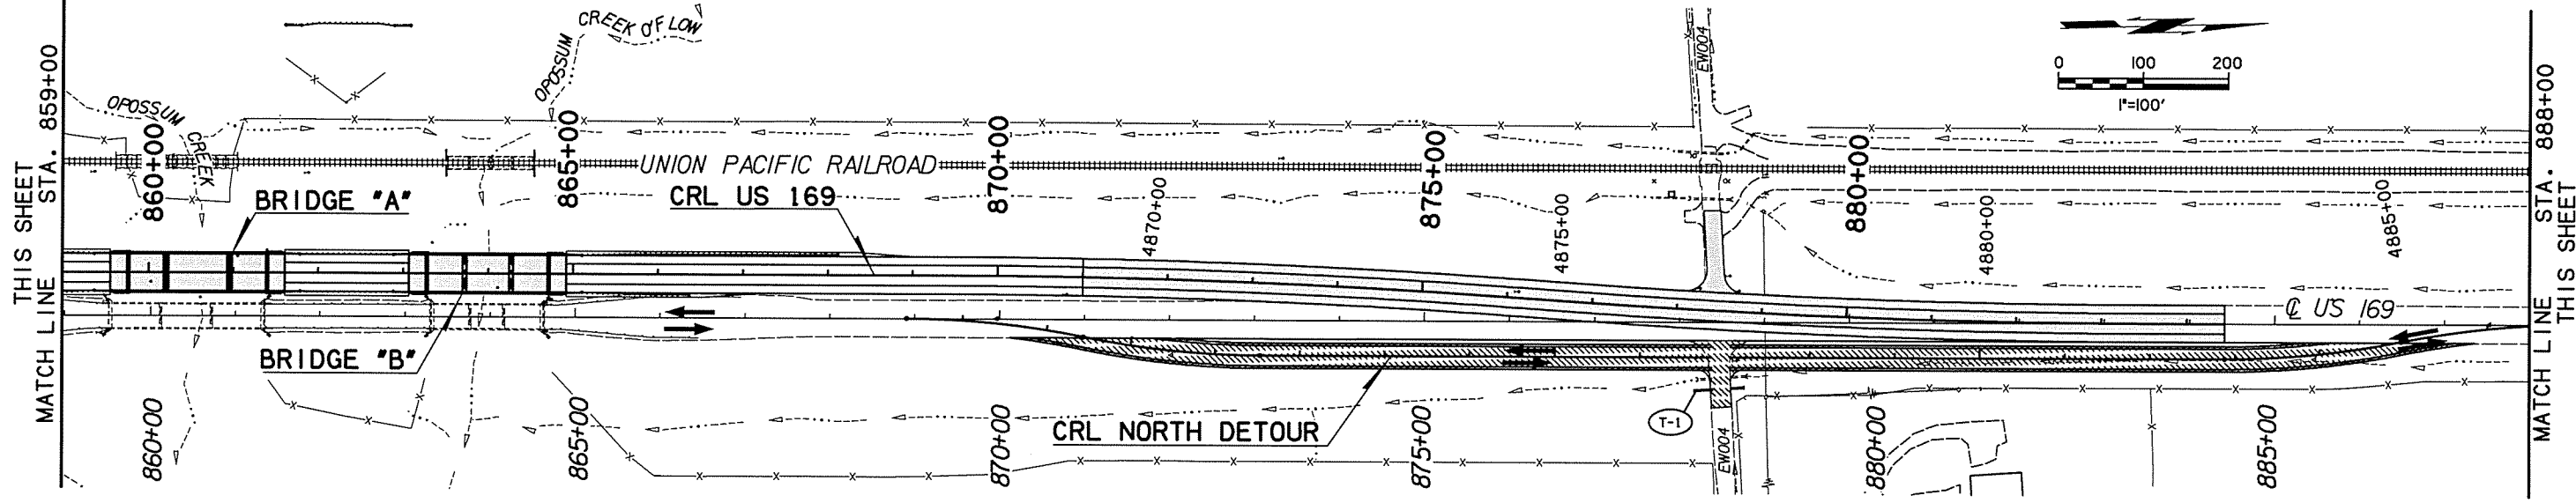 THIS SHEET
MATCH LINE STA. 859+00
OPOSSUM CREEK
OPOSSUM
CREEK O'FLOW
EW004
0 100 200
1"=100'
860+00
865+00
UNION PACIFIC RAILROAD
870+00
875+00
880+00
BRIDGE "A"
CRL US 169
4870+00
4875+00
4880+00
4885+00
℄ US 169
BRIDGE "B"
CRL NORTH DETOUR
T-1
EW004
860+00
865+00
870+00
875+00
880+00
885+00
MATCH LINE STA. 888+00
THIS SHEET